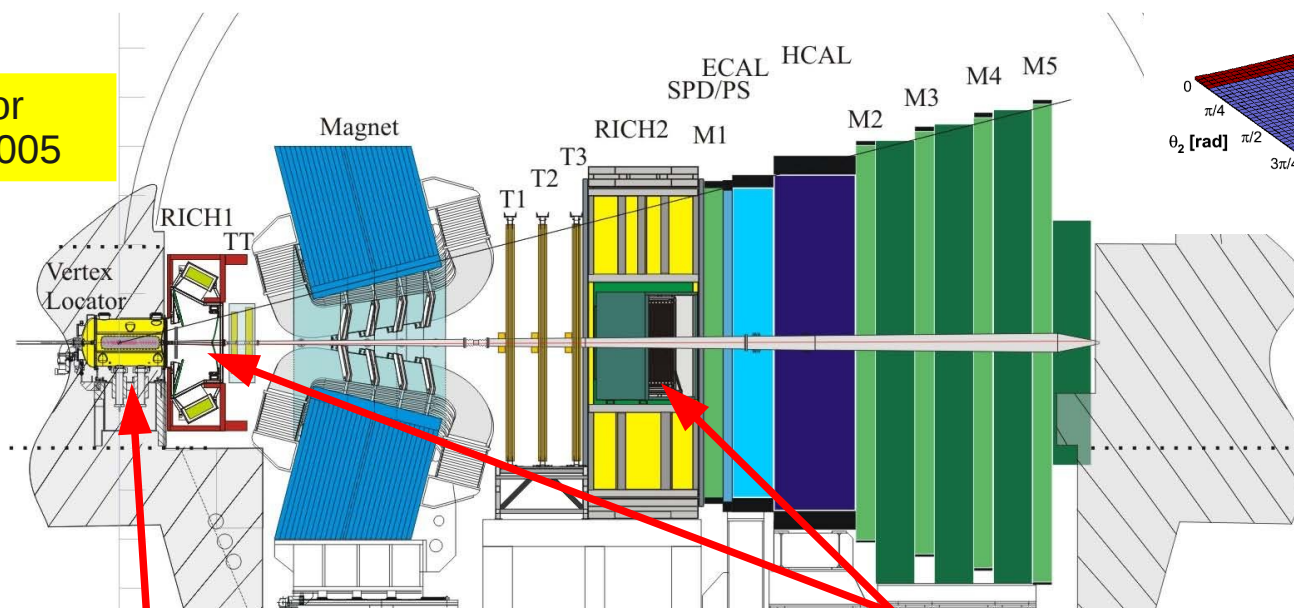 or
005
Vertex
Locator
RICH1
TT
Magnet
T1
T2
T3
RICH2
M1
SPD/PS
ECAL
HCAL
M2
M3
M4
M5
0
π/4
π/2
3π/4
θ₂ [rad]